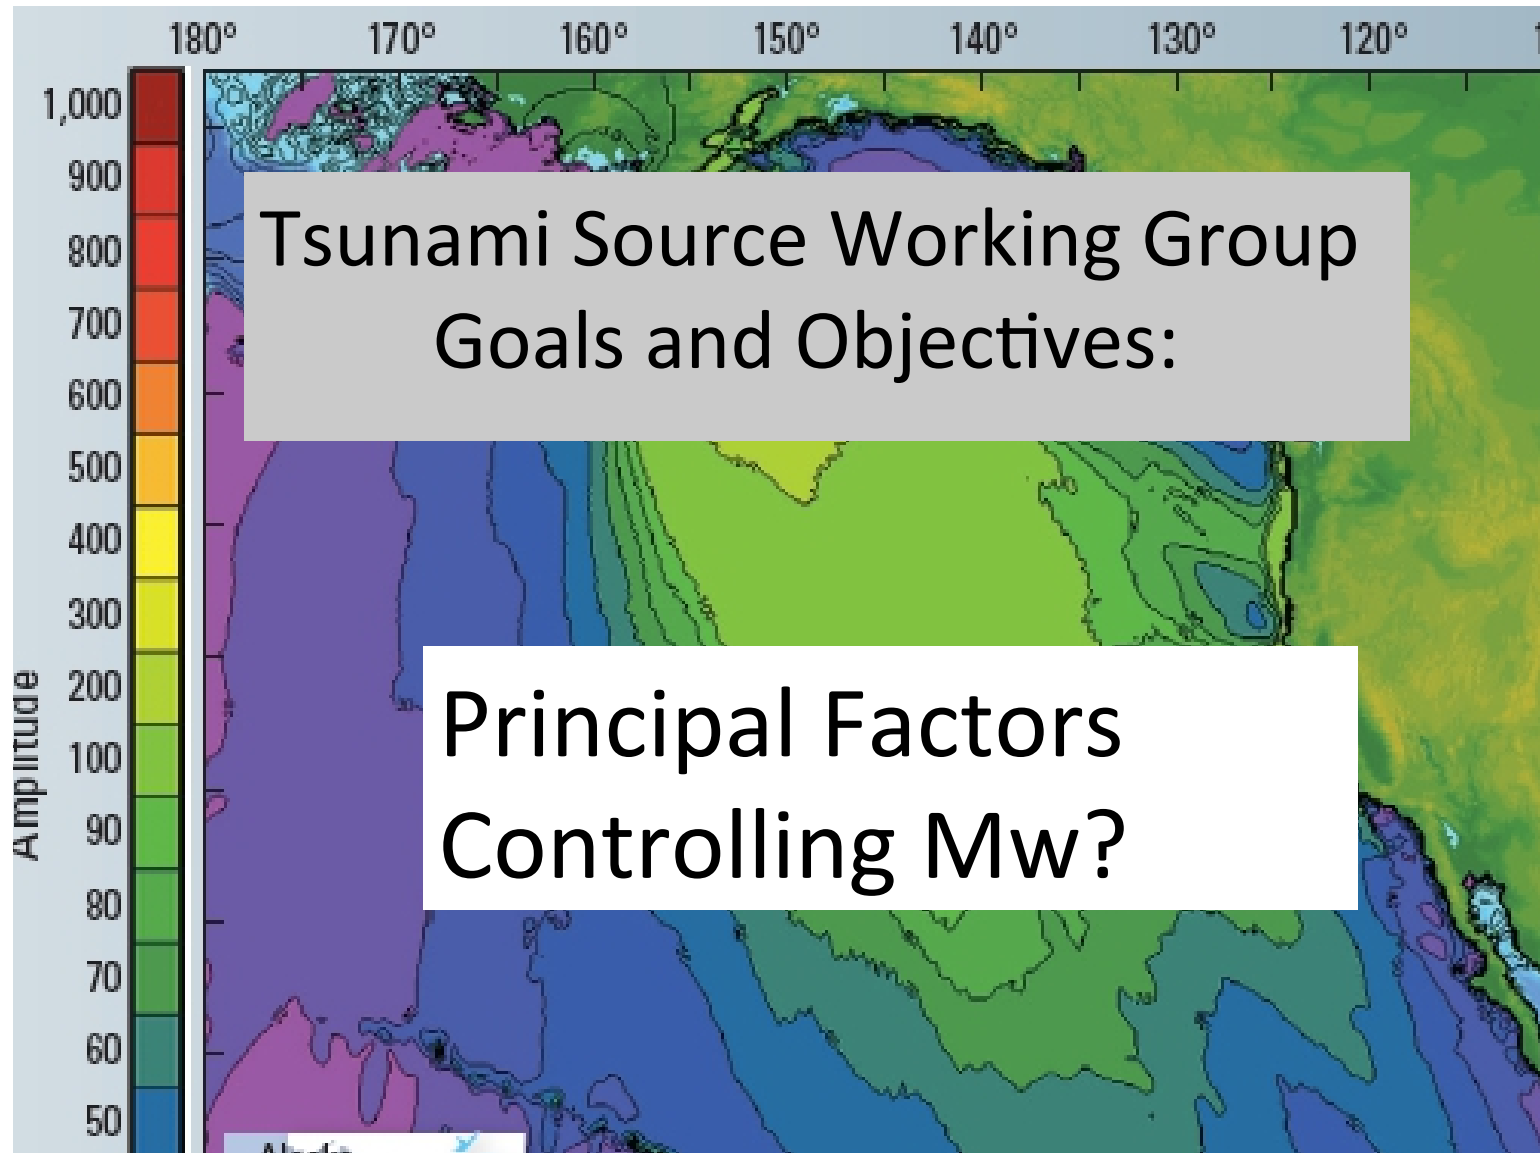 180° 170° 160° 150° 140° 130° 120°
1,000
900
800
700
600
500
400
300
200
100
90
80
70
60
50
Amplitude
Tsunami Source Working Group
Goals and Objectives:
Principal Factors
Controlling Mw?